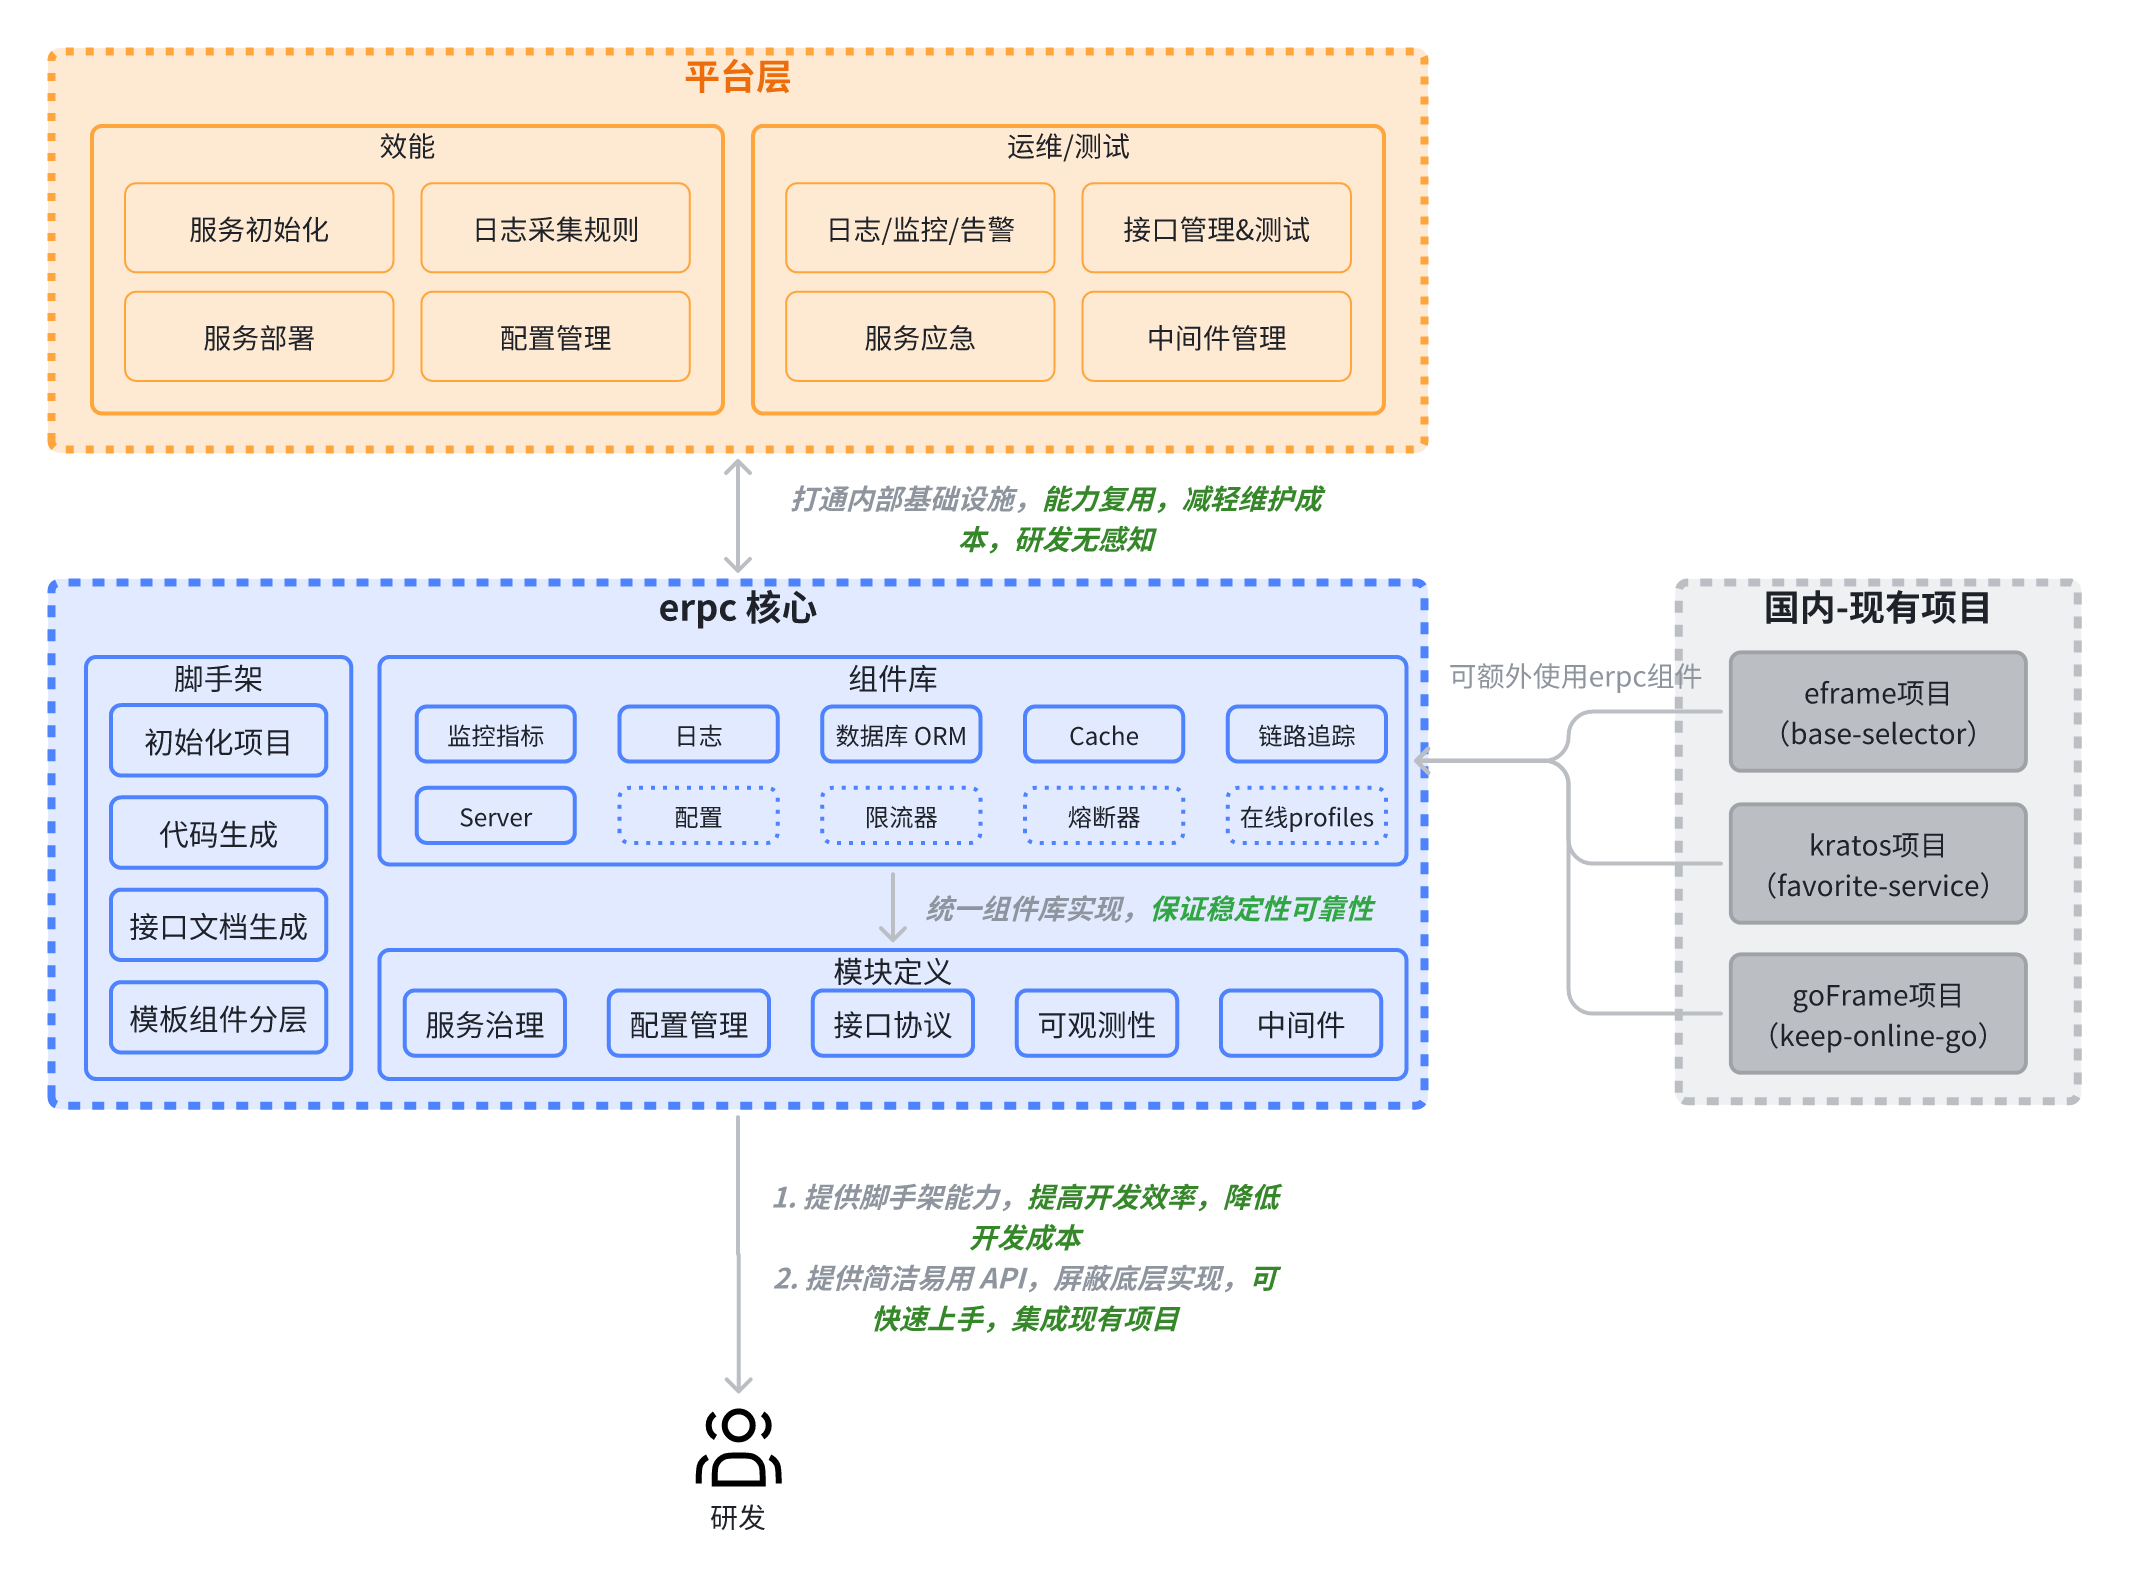 平台层
效能
服务初始化
日志采集规则
服务部署
配置管理
运维/测试
日志/监控/告警
接口管理&测试
服务应急
中间件管理
打通内部基础设施，能力复用，减轻维护成
本，研发无感知
erpc 核心
脚手架
初始化项目
代码生成
接口文档生成
模板组件分层
组件库
监控指标
日志
数据库 ORM
Cache
链路追踪
Server
配置
限流器
熔断器
在线profiles
统一组件库实现，保证稳定性可靠性
模块定义
服务治理
配置管理
接口协议
可观测性
中间件
可额外使用erpc组件
国内-现有项目
eframe项目
（base-selector）
kratos项目
（favorite-service）
goFrame项目
（keep-online-go）
1. 提供脚手架能力，提高开发效率，降低
开发成本
2. 提供简洁易用 API，屏蔽底层实现，可
快速上手，集成现有项目
研发